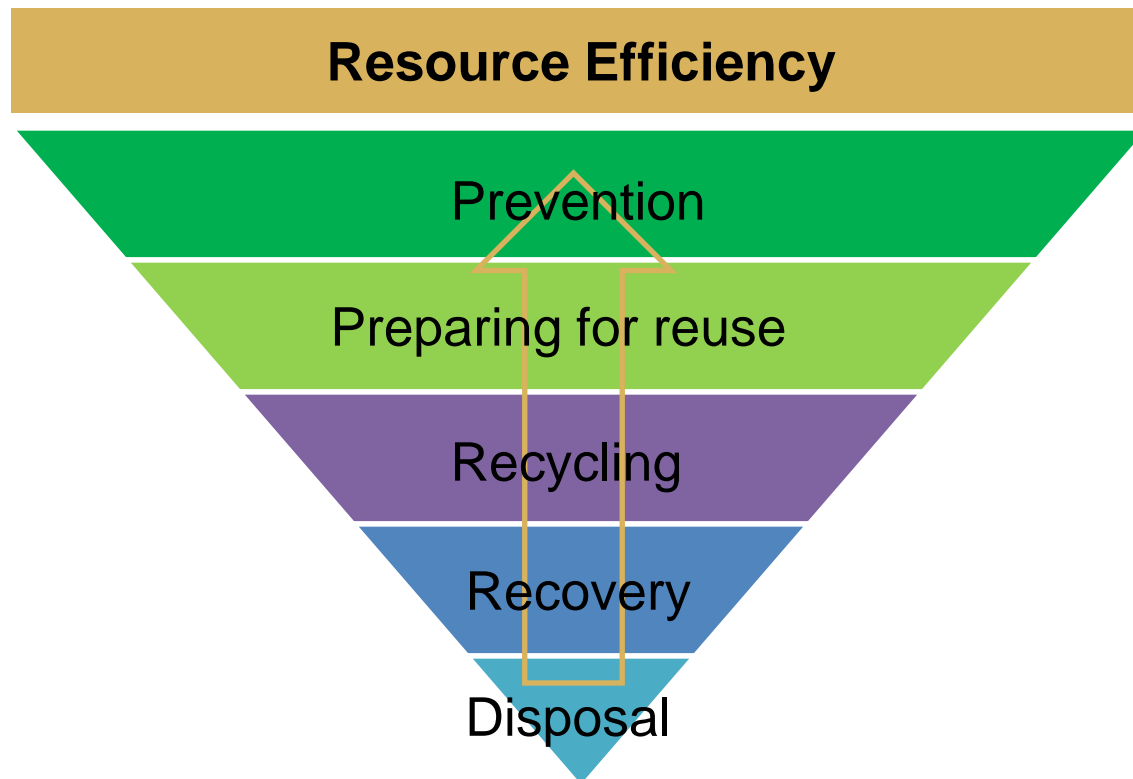 Resource Efficiency
Prevention
Preparing for reuse
Recycling
Recovery
Disposal